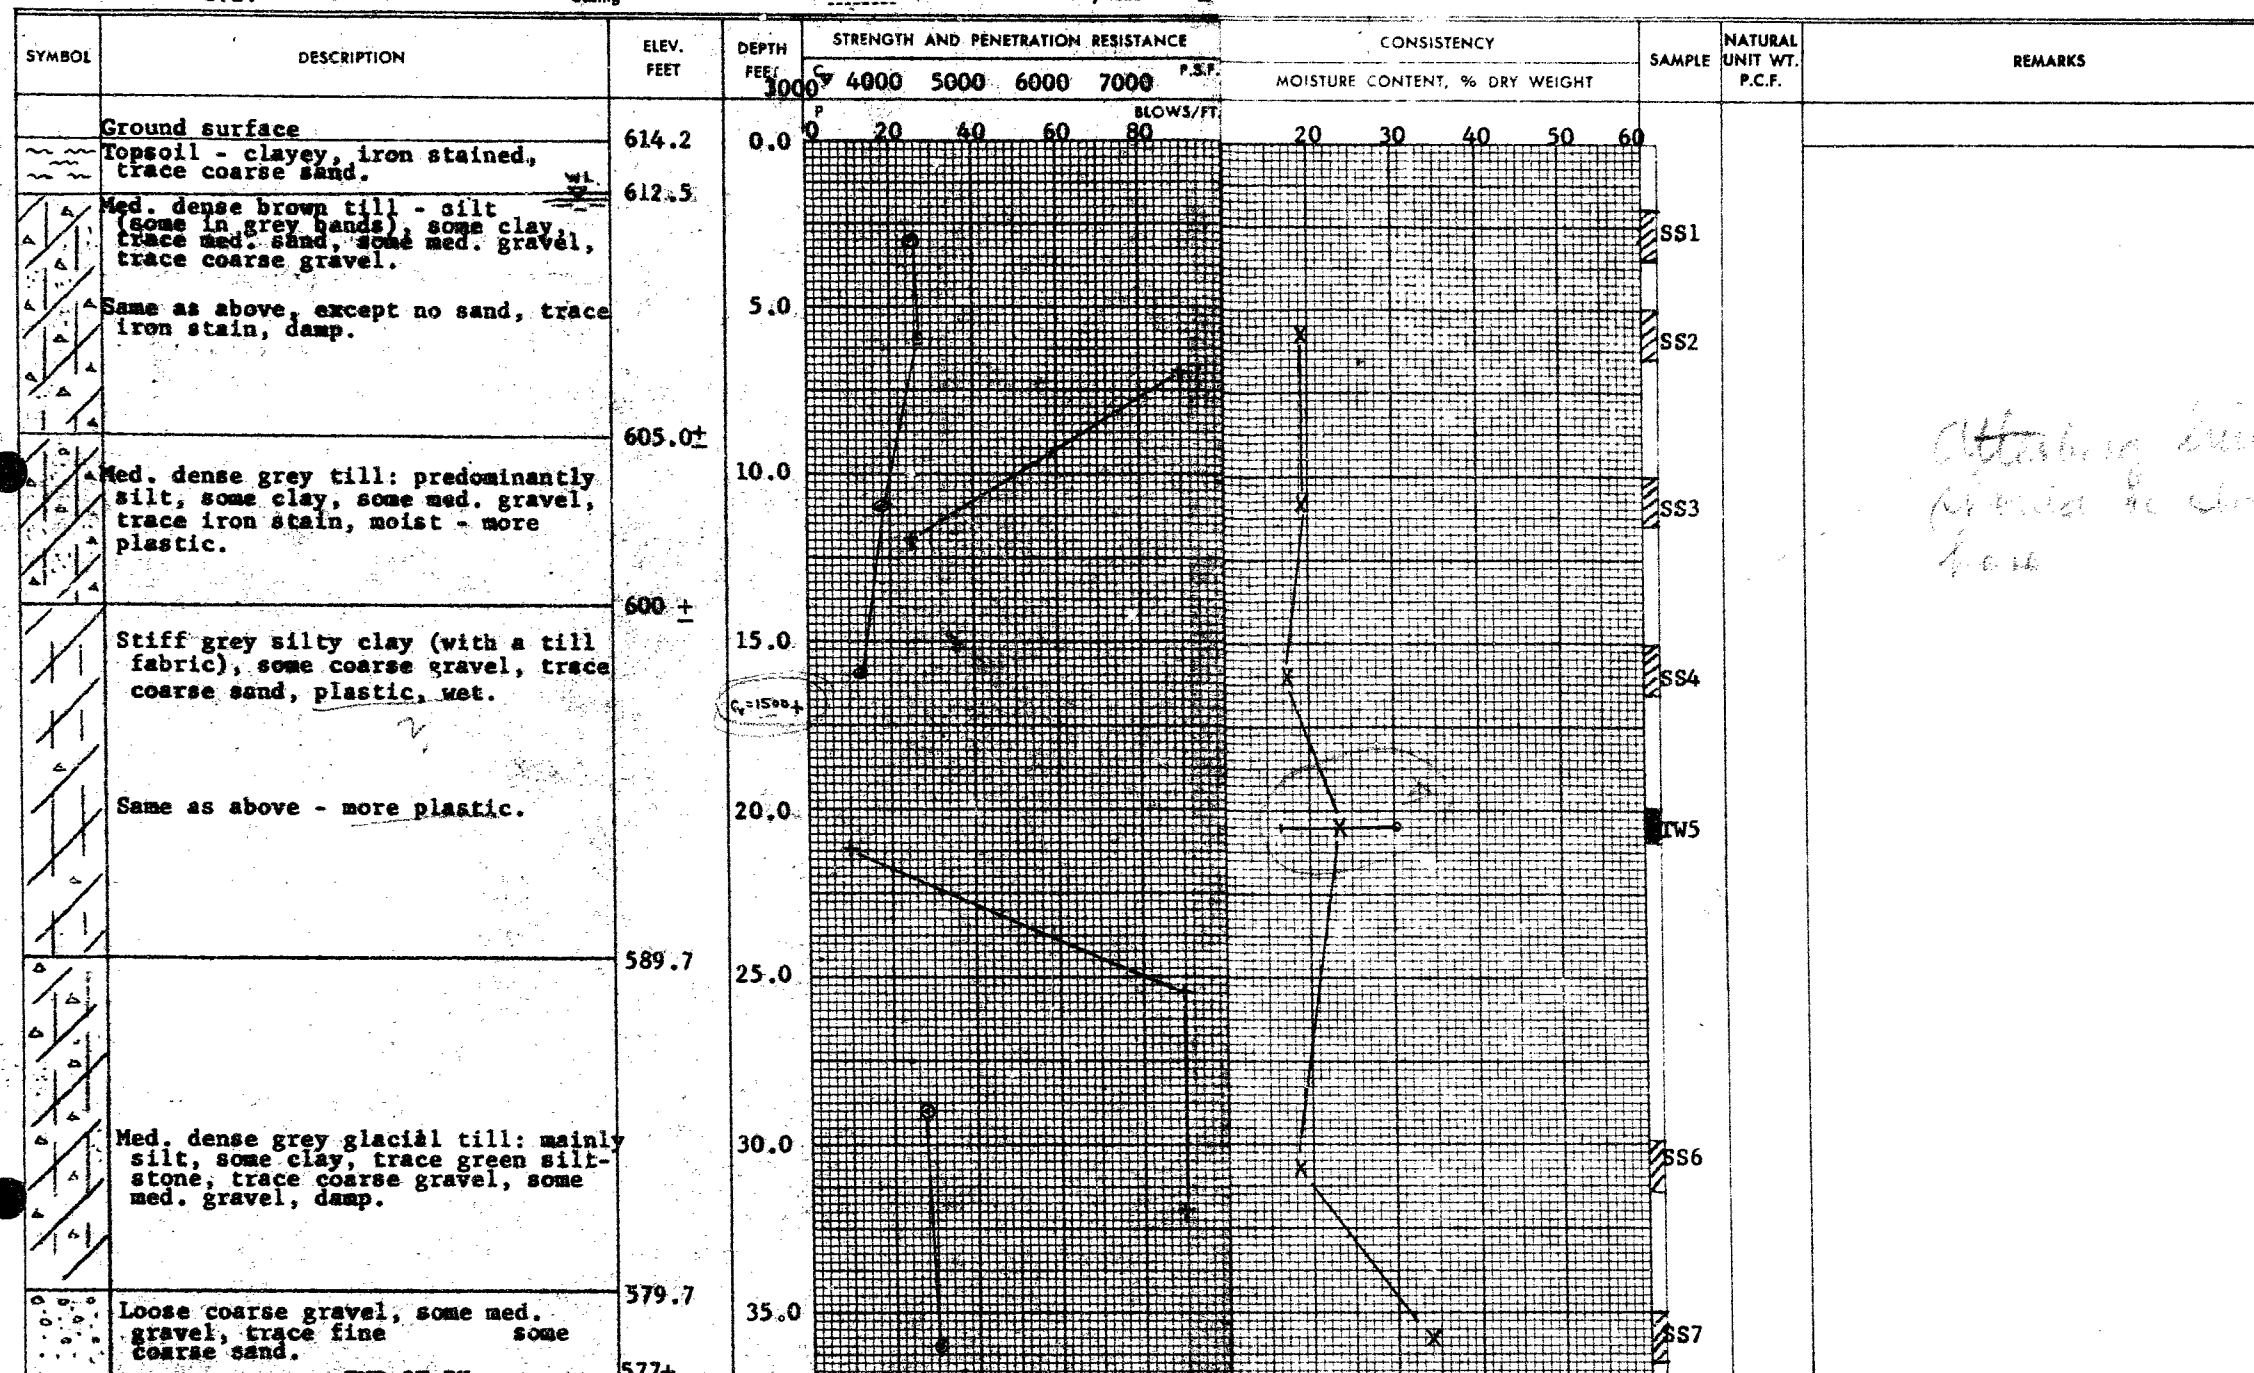 SYMBOL
DESCRIPTION
ELEV.
FEET
DEPTH
FEET
STRENGTH AND PENETRATION RESISTANCE
3000 4000 5000 6000 7000 P.S.F.
P BLOWS/FT.
0 20 40 60 80
CONSISTENCY
MOISTURE CONTENT, % DRY WEIGHT
20 30 40 50 60
SAMPLE
NATURAL
UNIT WT.
P.C.F.
REMARKS
Ground surface
614.2
0.0
Topsoil - clayey, iron stained,
trace coarse sand.
WL
612.5
Med. dense brown till - silt
(some in grey bands), some clay,
trace med. sand, some med. gravel,
trace coarse gravel.
SS1
Same as above, except no sand, trace
iron stain, damp.
5.0
SS2
605.0±
Med. dense grey till: predominantly
silt, some clay, some med. gravel,
trace iron stain, moist - more
plastic.
10.0
SS3
600 ±
Stiff grey silty clay (with a till
fabric), some coarse gravel, trace
coarse sand, plastic, wet.
15.0
SS4
Cv=1500+
Same as above - more plastic.
20.0
TW5
589.7
25.0
Med. dense grey glacial till: mainly
silt, some clay, trace green silt-
stone, trace coarse gravel, some
med. gravel, damp.
30.0
SS6
579.7
Loose coarse gravel, some med.
gravel, trace fine some
coarse sand.
35.0
SS7
577±